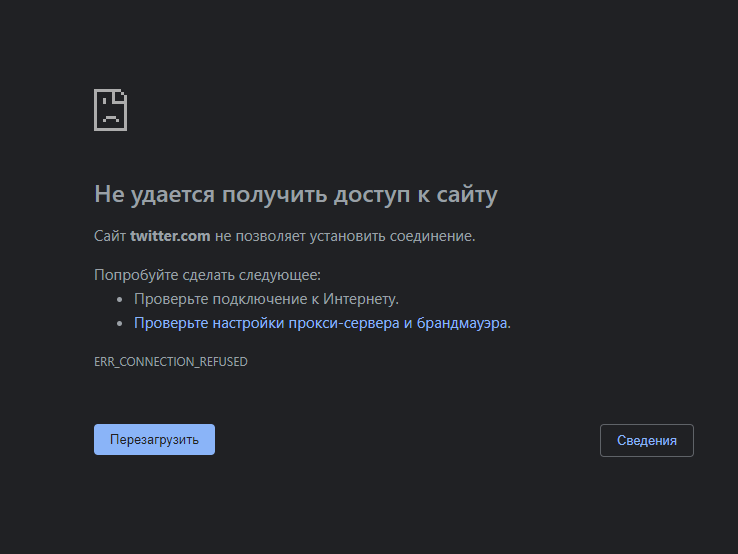 Не удается получить доступ к сайту
Сайт twitter.com не позволяет установить соединение.
Попробуйте сделать следующее:
• Проверьте подключение к Интернету.
• Проверьте настройки прокси-сервера и брандмауэра.
ERR_CONNECTION_REFUSED
Перезагрузить
Сведения